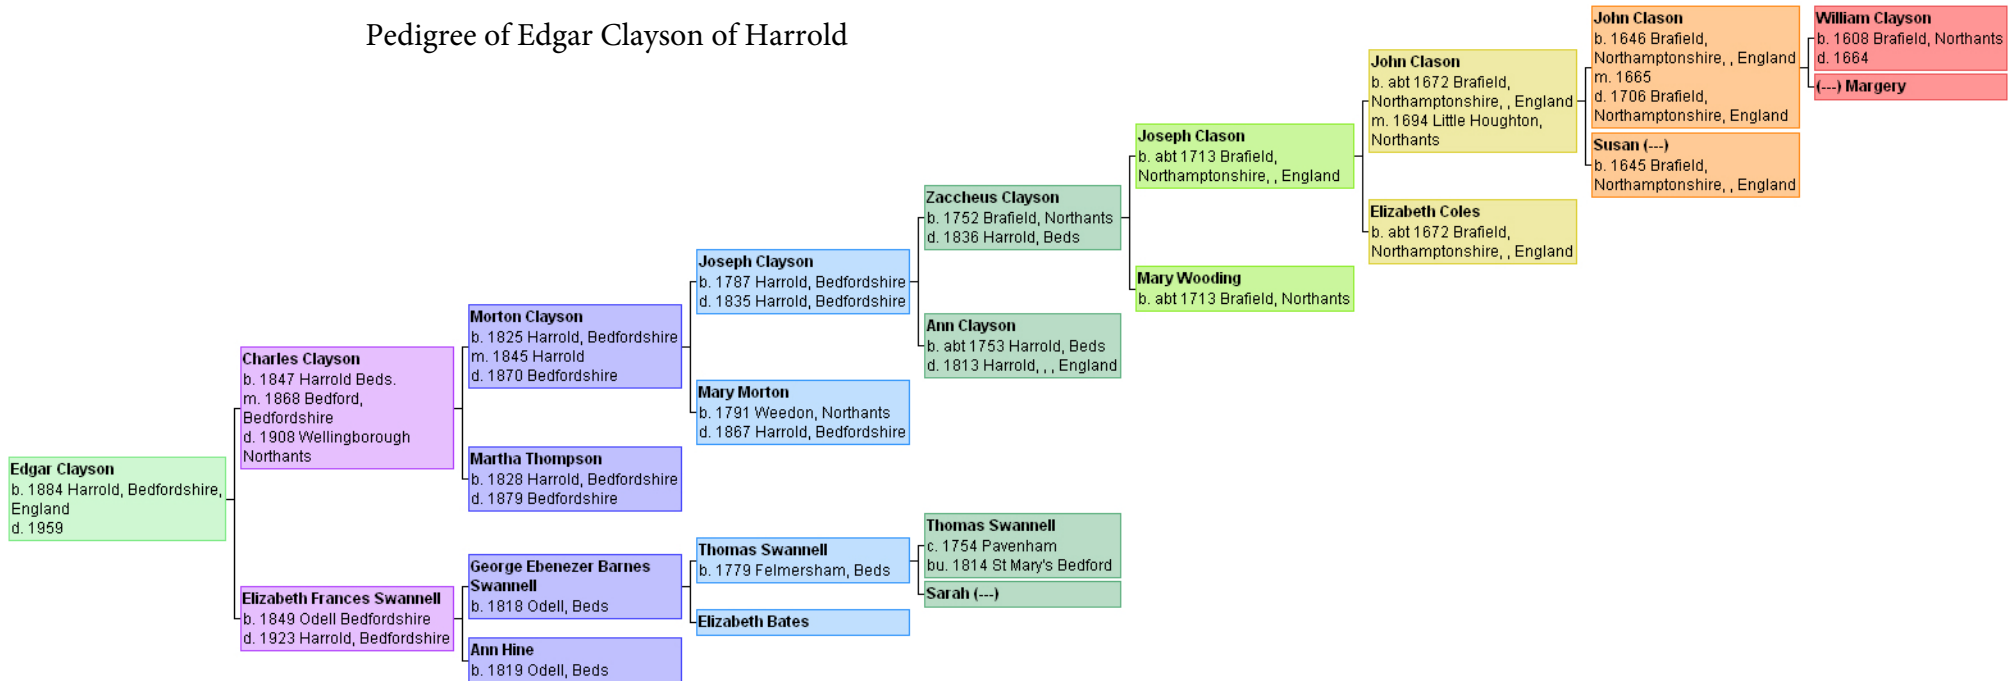 Pedigree of Edgar Clayson of Harrold
Edgar Clayson
b. 1884 Harrold, Bedfordshire,
England
d. 1959
Charles Clayson
b. 1847 Harrold Beds.
m. 1868 Bedford,
Bedfordshire
d. 1908 Wellingborough
Northants
Elizabeth Frances Swannell
b. 1849 Odell Bedfordshire
d. 1923 Harrold, Bedfordshire
Morton Clayson
b. 1825 Harrold, Bedfordshire
m. 1845 Harrold
d. 1870 Bedfordshire
Martha Thompson
b. 1828 Harrold, Bedfordshire
d. 1879 Bedfordshire
George Ebenezer Barnes
Swannell
b. 1818 Odell, Beds
Ann Hine
b. 1819 Odell, Beds
Joseph Clayson
b. 1787 Harrold, Bedfordshire
d. 1835 Harrold, Bedfordshire
Mary Morton
b. 1791 Weedon, Northants
d. 1867 Harrold, Bedfordshire
Thomas Swannell
b. 1779 Felmersham, Beds
Elizabeth Bates
Zaccheus Clayson
b. 1752 Brafield, Northants
d. 1836 Harrold, Beds
Ann Clayson
b. abt 1753 Harrold, Beds
d. 1813 Harrold, , , England
Thomas Swannell
c. 1754 Pavenham
bu. 1814 St Mary's Bedford
Sarah (---)
Joseph Clason
b. abt 1713 Brafield,
Northamptonshire, , England
Mary Wooding
b. abt 1713 Brafield, Northants
John Clason
b. abt 1672 Brafield,
Northamptonshire, , England
m. 1694 Little Houghton,
Northants
Elizabeth Coles
b. abt 1672 Brafield,
Northamptonshire, , England
John Clason
b. 1646 Brafield,
Northamptonshire, , England
m. 1665
d. 1706 Brafield,
Northamptonshire, England
Susan (---)
b. 1645 Brafield,
Northamptonshire, , England
William Clayson
b. 1608 Brafield, Northants
d. 1664
(---) Margery